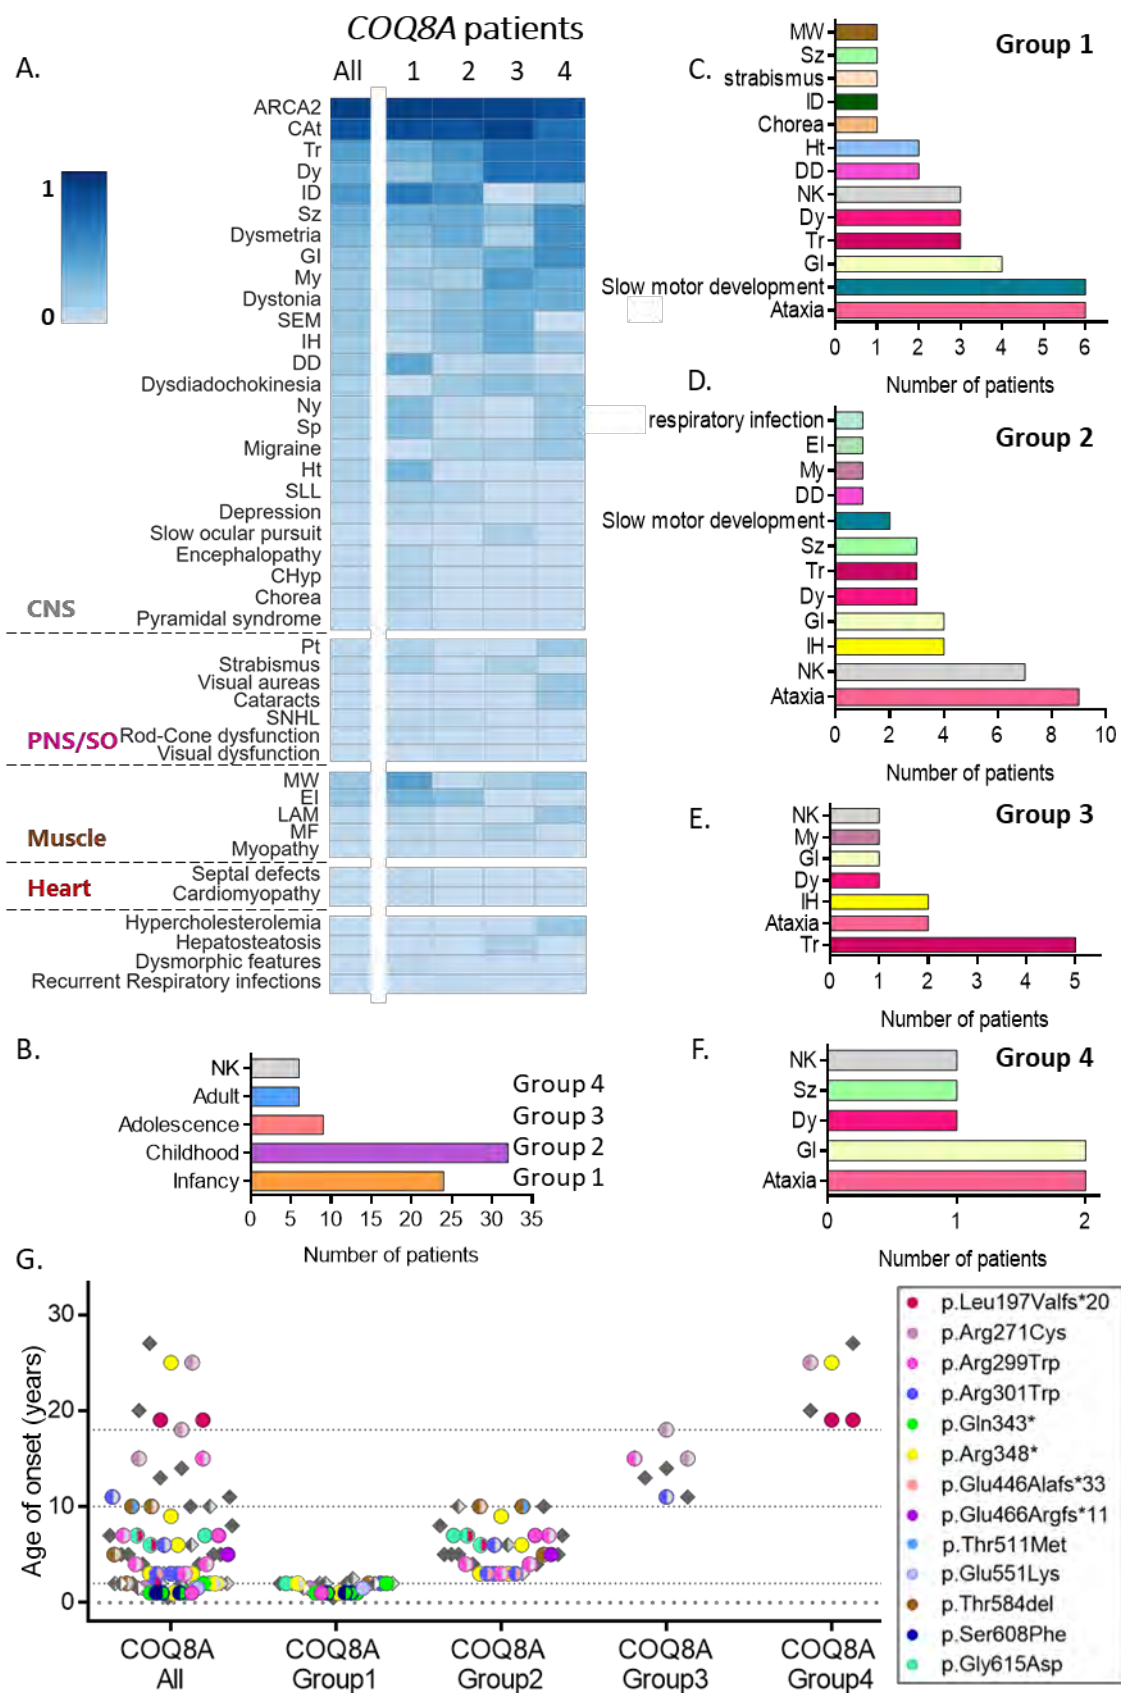 COQ8A patients
A.
All 1 2 3 4
1
0
ARCA2
CAt
Tr
Dy
ID
Sz
Dysmetria
GI
My
Dystonia
SEM
IH
DD
Dysdiadochokinesia
Ny
Sp
Migraine
Ht
SLL
Depression
Slow ocular pursuit
Encephalopathy
CHyp
Chorea
Pyramidal syndrome
CNS
Pt
Strabismus
Visual aureas
Cataracts
SNHL
Rod-Cone dysfunction
Visual dysfunction
PNS/SO
MW
EI
LAM
MF
Myopathy
Muscle
Septal defects
Cardiomyopathy
Heart
Hypercholesterolemia
Hepatosteatosis
Dysmorphic features
Recurrent Respiratory infections
B.
NK
Adult
Adolescence
Childhood
Infancy
Group 4
Group 3
Group 2
Group 1
0 5 10 15 20 25 30 35
Number of patients
C.
Group 1
MW
Sz
strabismus
ID
Chorea
Ht
DD
NK
Dy
Tr
GI
Slow motor development
Ataxia
0 1 2 3 4 5 6
Number of patients
D.
Group 2
respiratory infection
EI
My
DD
Slow motor development
Sz
Tr
Dy
GI
IH
NK
Ataxia
0 2 4 6 8 10
Number of patients
E.
Group 3
NK
My
GI
Dy
IH
Ataxia
Tr
0 1 2 3 4 5
Number of patients
F.
Group 4
NK
Sz
Dy
GI
Ataxia
0 1 2
Number of patients
G.
Age of onset (years)
30
20
10
0
COQ8A All
COQ8A Group1
COQ8A Group2
COQ8A Group3
COQ8A Group4
p.Leu197Valfs*20
p.Arg271Cys
p.Arg299Trp
p.Arg301Trp
p.Gln343*
p.Arg348*
p.Glu446Alafs*33
p.Glu466Argfs*11
p.Thr511Met
p.Glu551Lys
p.Thr584del
p.Ser608Phe
p.Gly615Asp